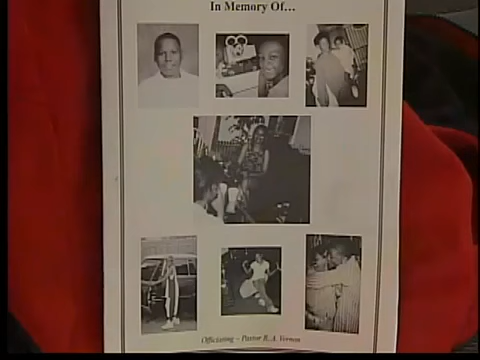 In Memory Of...
Officiating - Pastor R. A. Vernon